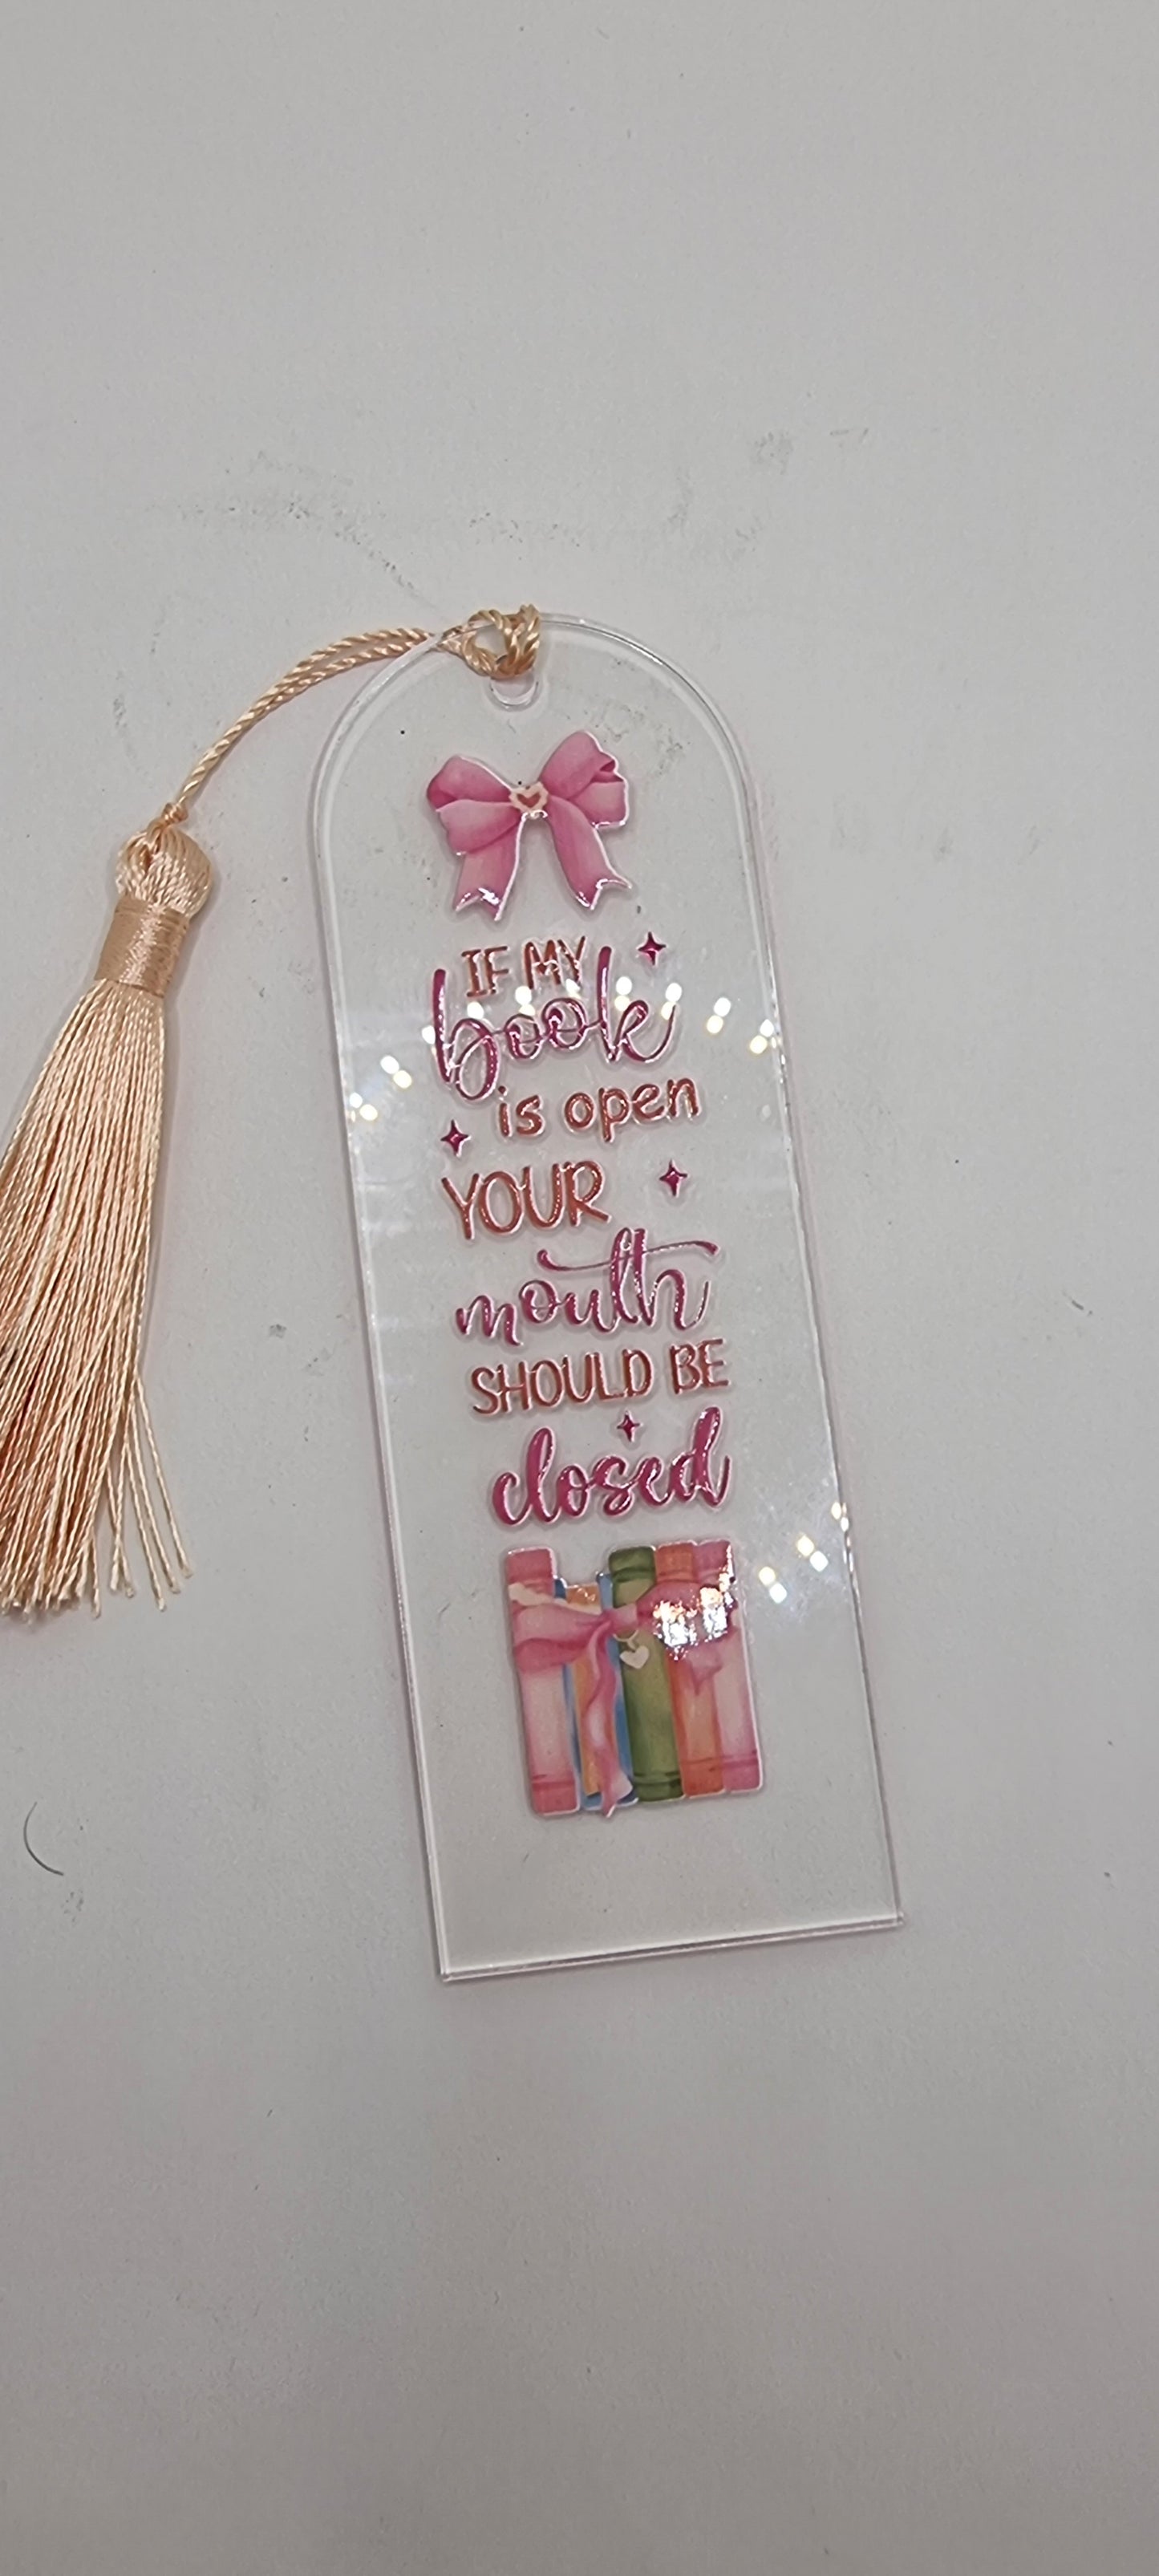 IF MY
book
is open
YOUR
mouth
SHOULD BE
closed